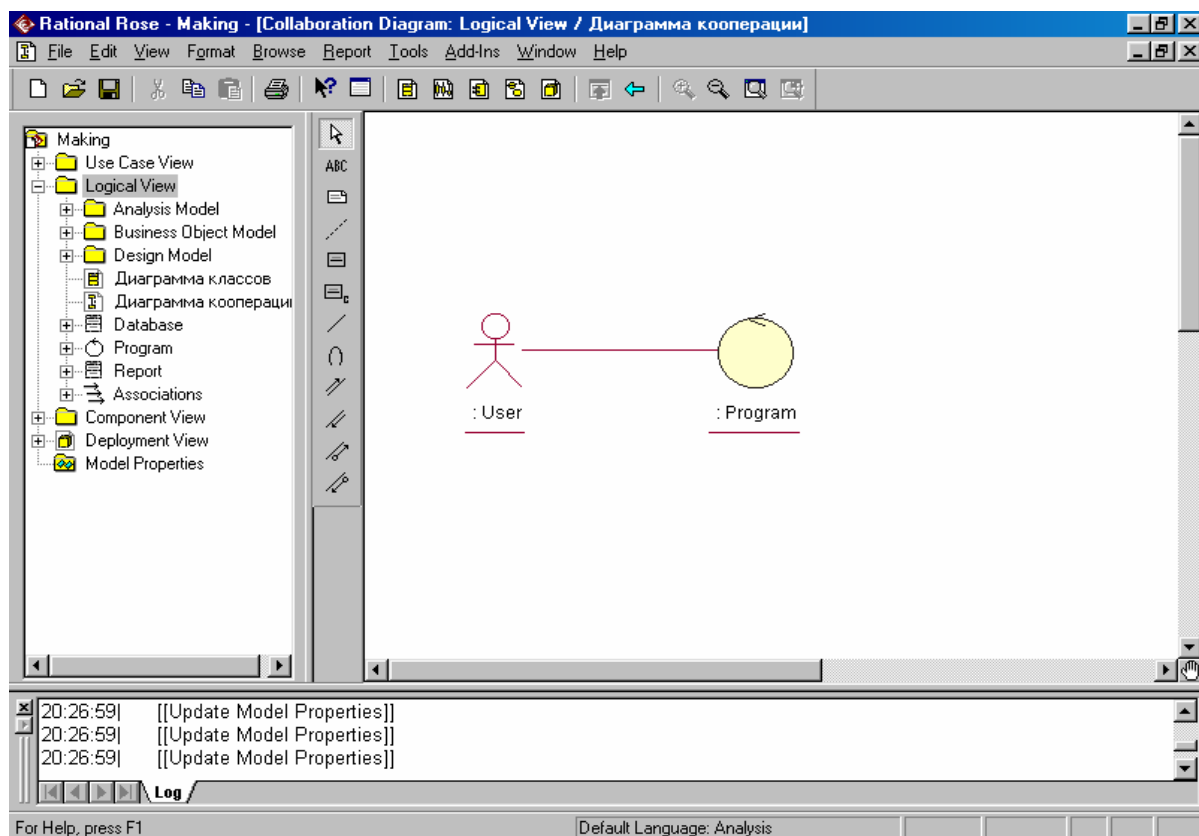 Rational Rose - Making - [Collaboration Diagram: Logical View / Диаграмма кооперации]
File Edit View Format Browse Report Tools Add-Ins Window Help
Making
Use Case View
Logical View
Analysis Model
Business Object Model
Design Model
Диаграмма классов
Диаграмма коопераци
Database
Program
Report
Associations
Component View
Deployment View
Model Properties
ABC
c
: User
: Program
20:26:59| [[Update Model Properties]]
20:26:59| [[Update Model Properties]]
20:26:59| [[Update Model Properties]]
Log
For Help, press F1
Default Language: Analysis